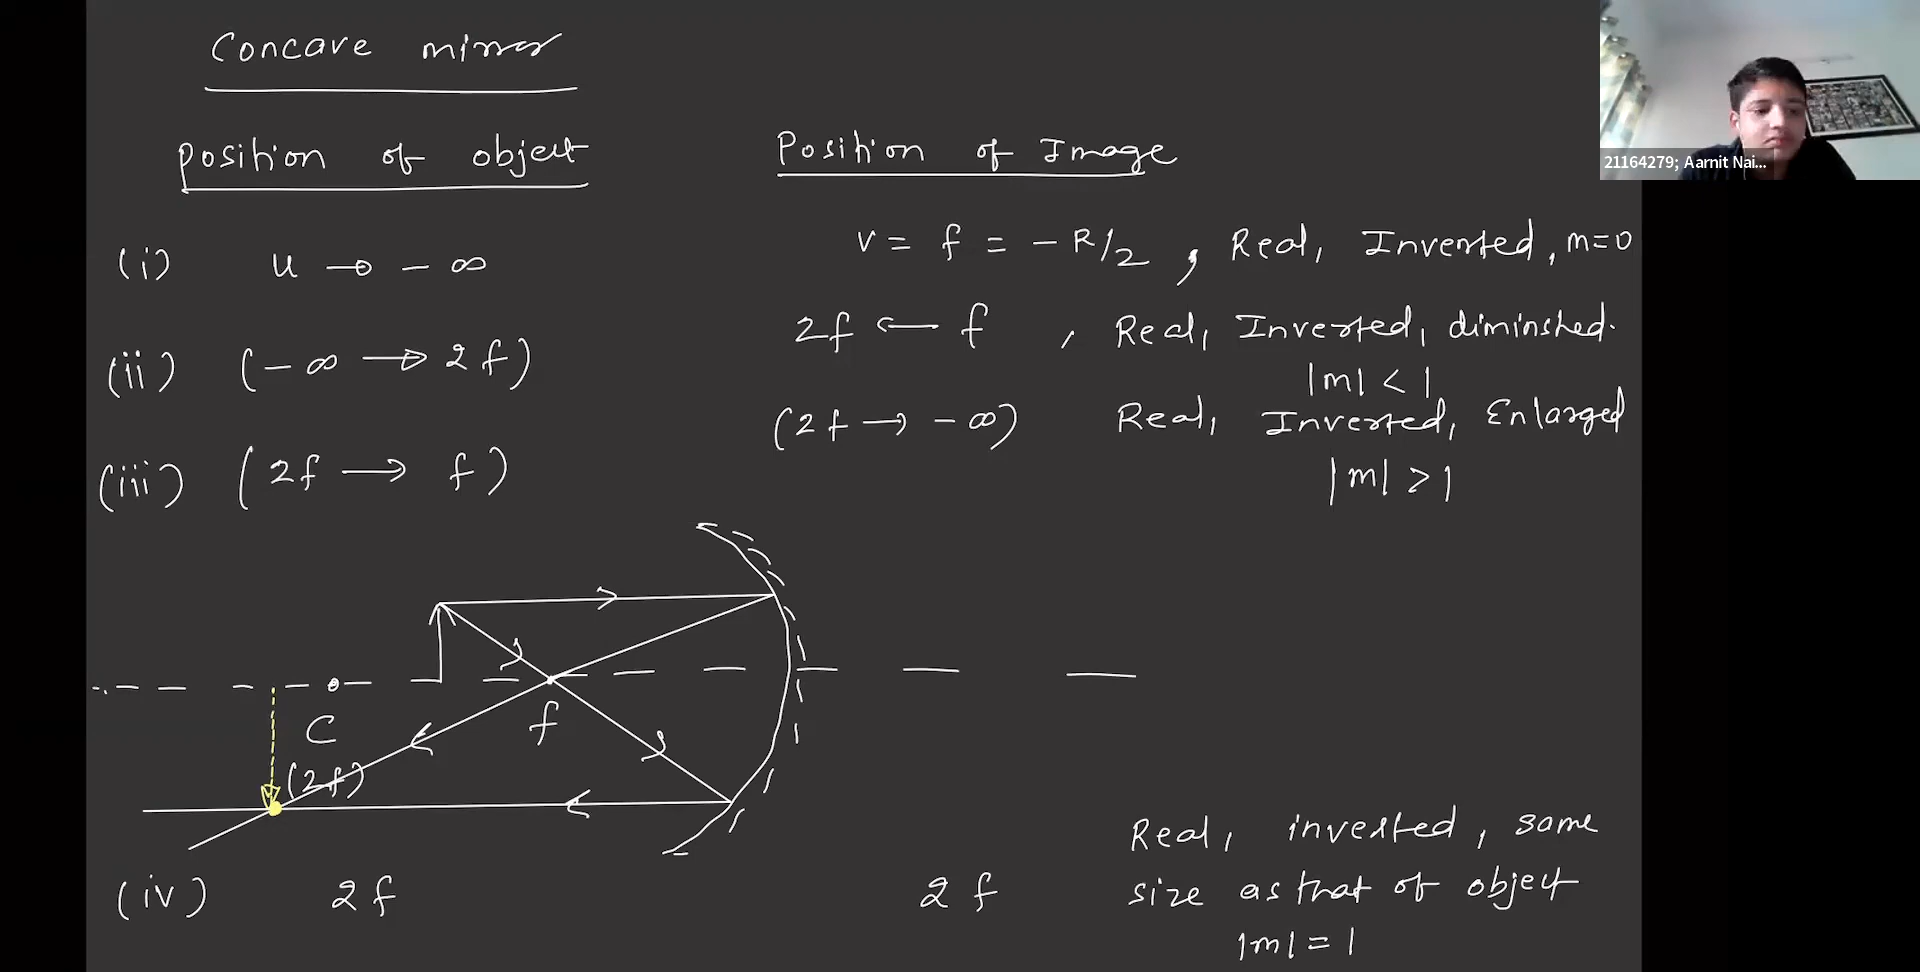 Concave mirror
Position of object
Position of Image
(i) u → - ∞
v = f = - R/2 , Real, Inverted, m=0
(ii) (- ∞ → 2f)
2f ← f , Real, Inverted, diminshed.
|m| < 1
(iii) (2f → f)
(2f → - ∞) Real, Inverted, Enlarged
|m| > 1
C
(2f)
f
(iv) 2f
2f
Real, inverted, same
size as that of object
|m| = 1
21164279; Aarnit Nai...